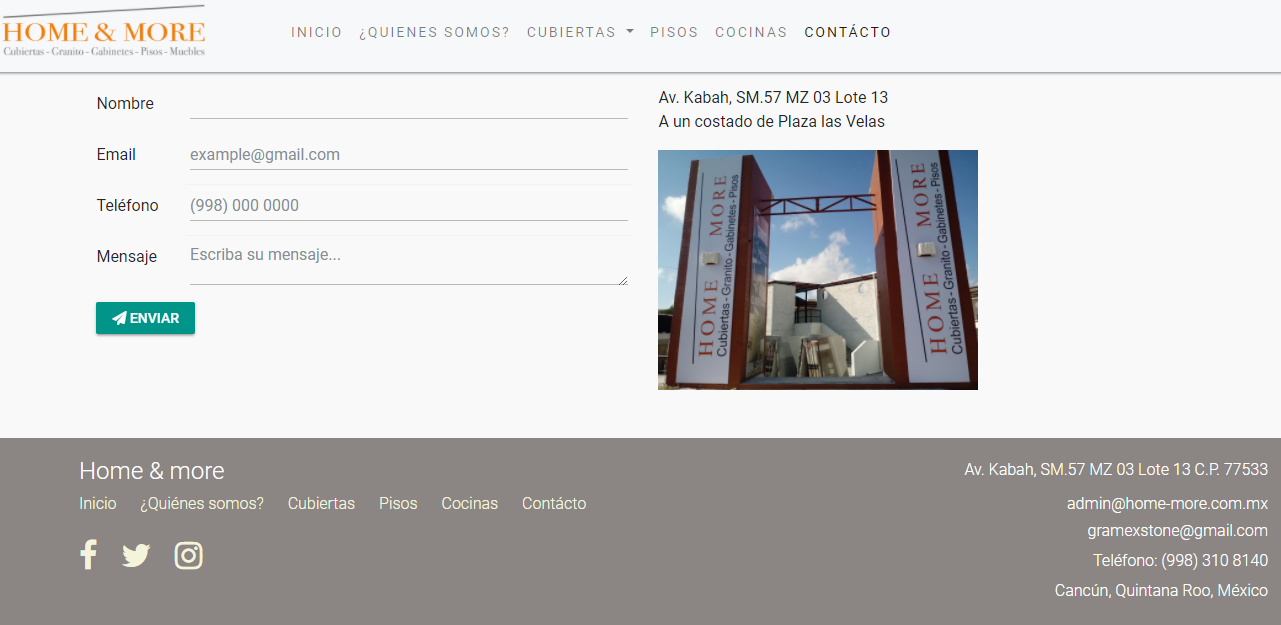 HOME & MORE
Cubiertas - Granito - Gabinetes - Pisos - Muebles
INICIO ¿QUIENES SOMOS? CUBIERTAS PISOS COCINAS CONTÁCTO
Nombre
Email example@gmail.com
Teléfono (998) 000 0000
Mensaje Escriba su mensaje...
ENVIAR
Av. Kabah, SM.57 MZ 03 Lote 13
A un costado de Plaza las Velas
HOME MORE
Cubiertas - Granito - Gabinetes - Pisos
HOME MORE
Cubiertas - Granito - Gabinetes - Pisos
Home & more
Inicio ¿Quiénes somos? Cubiertas Pisos Cocinas Contácto
Av. Kabah, SM.57 MZ 03 Lote 13 C.P. 77533
admin@home-more.com.mx
gramexstone@gmail.com
Teléfono: (998) 310 8140
Cancún, Quintana Roo, México